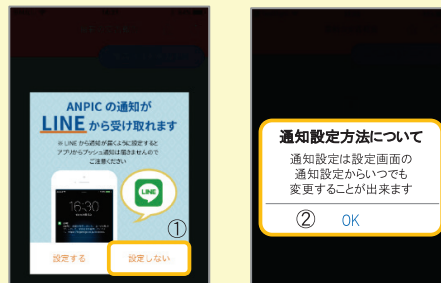 ANPIC の通知が
LINE から受け取れます
※ LINE から通知が届くように設定すると
アプリからプッシュ通知は届きませんので
ご注意ください
16:30
LINE
①
設定する
設定しない
通知設定方法について
通知設定は設定画面の
通知設定からいつでも
変更することが出来ます
② OK